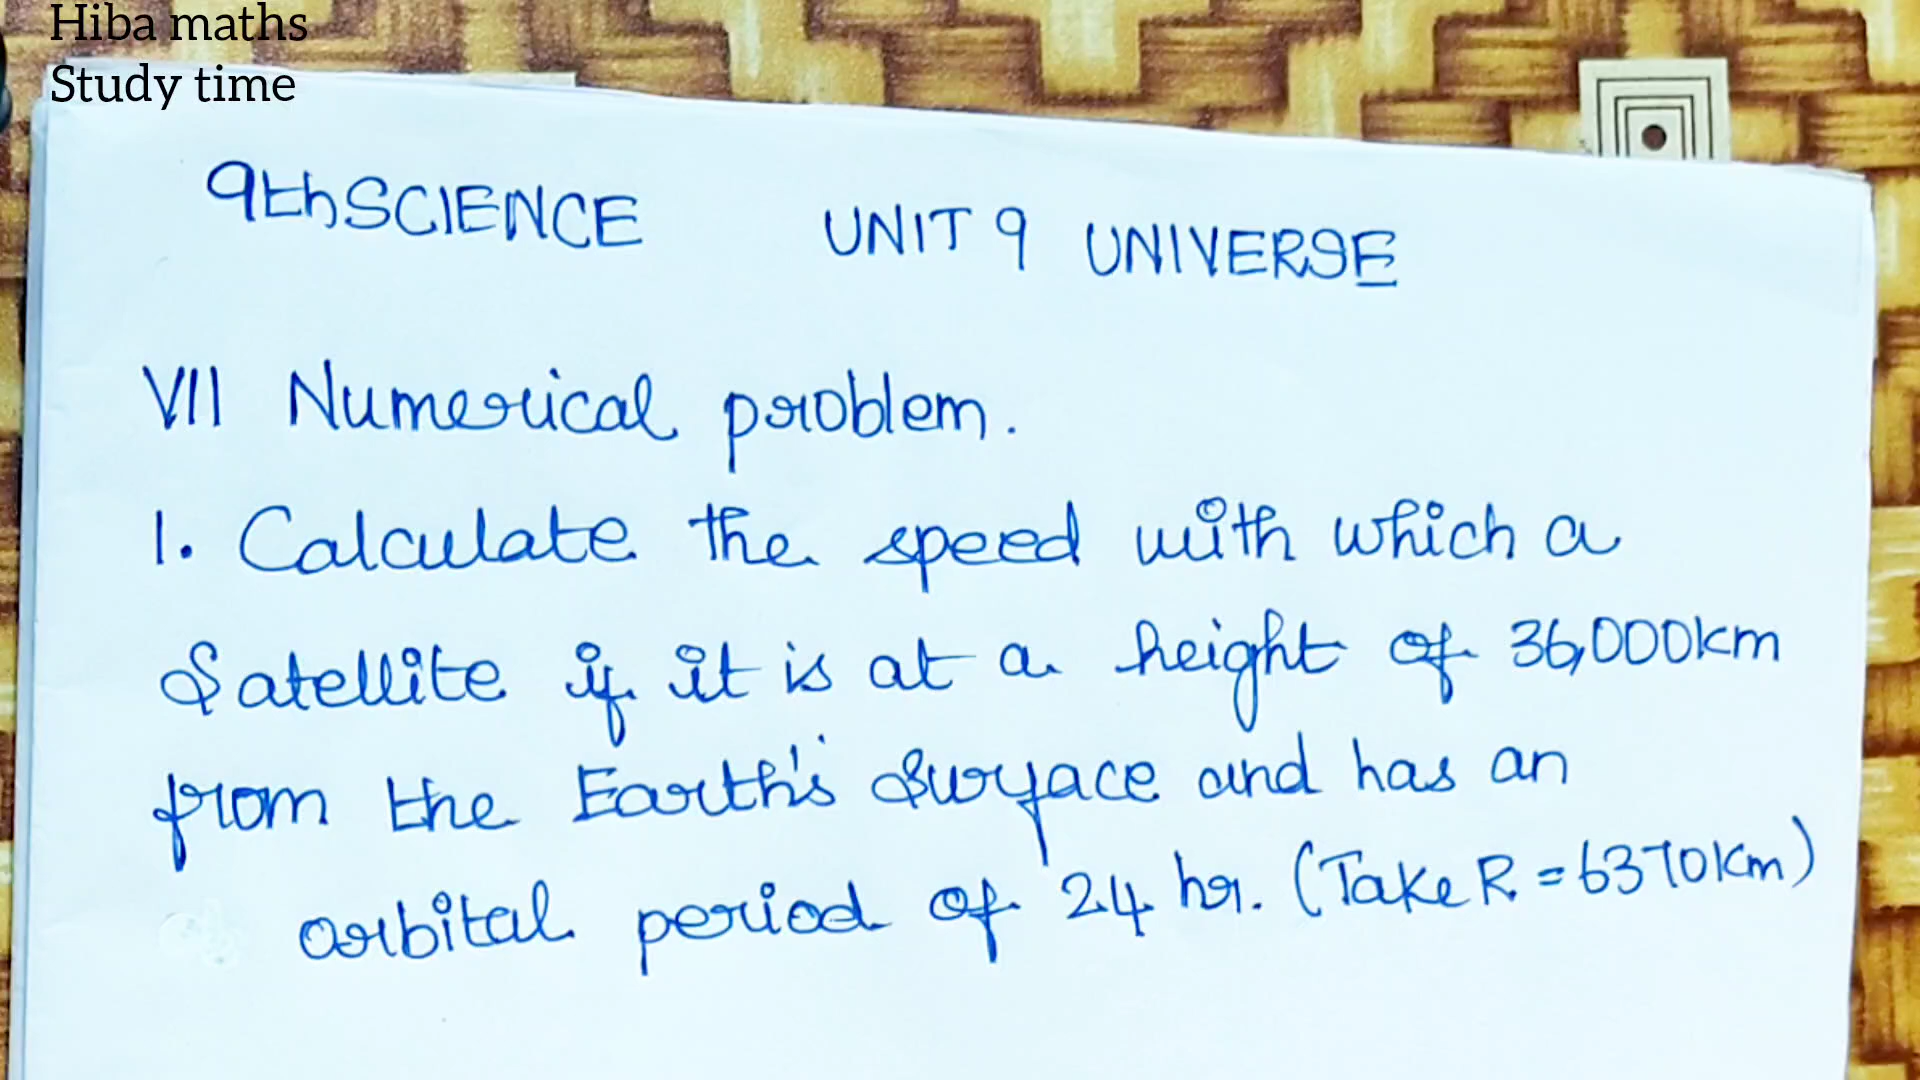 Hiba maths
Study time
9th SCIENCE UNIT 9 UNIVERSE
VII Numerical problem.
1. Calculate the speed with which a
Satellite if it is at a height of 36,000km
from the Earth's surface and has an
orbital period of 24 hr. (Take R = 6370km)